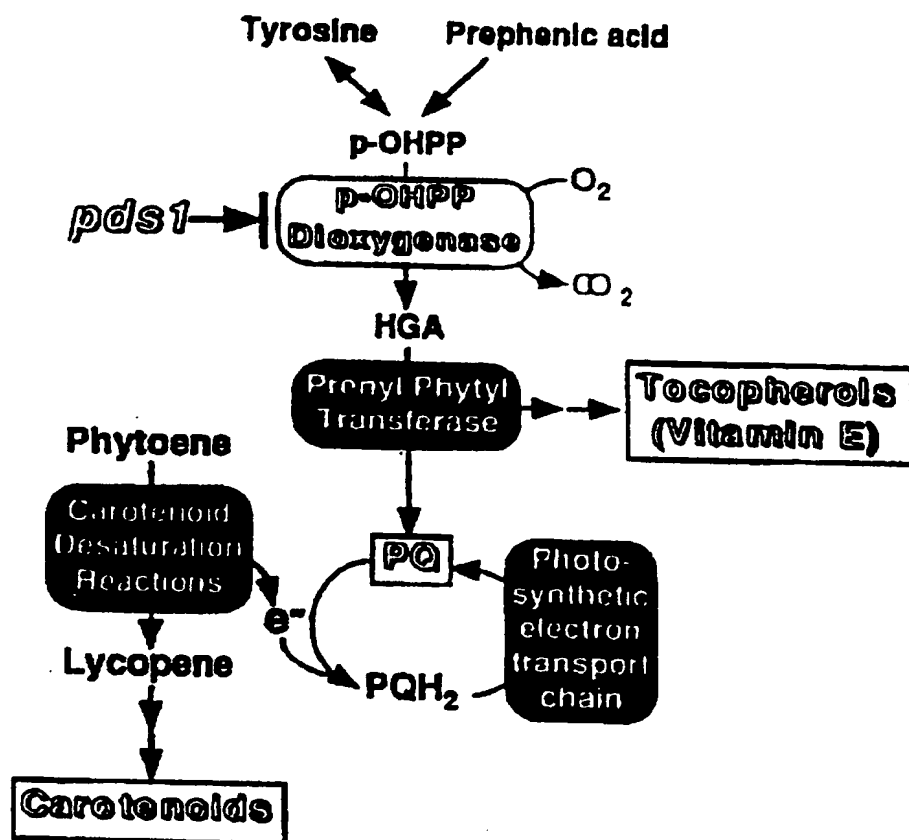 Tyrosine Prephenic acid
p-OHPP
pds1
p-OHPP
Dioxygenase
O2
CO2
HGA
Prenyl Phytyl
Transferase
Tocopherols
(Vitamin E)
Phytoene
Carotenoid
Desaturation
Reactions
PQ
Photo-
synthetic
electron
transport
chain
e-
Lycopene
PQH2
Carotenoids